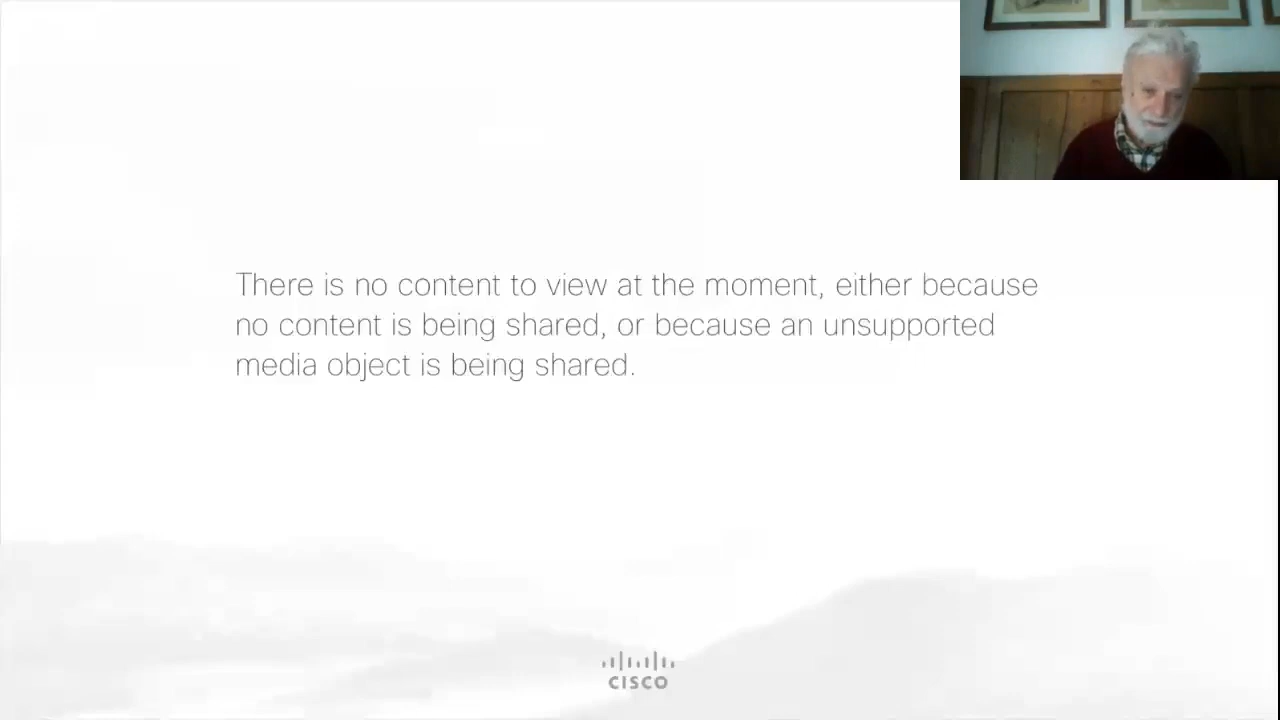 There is no content to view at the moment, either because
no content is being shared, or because an unsupported
media object is being shared.
CISCO